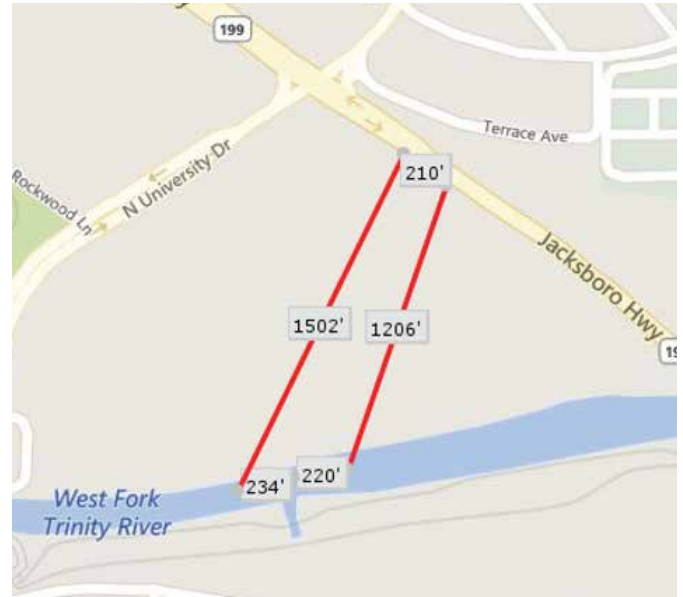 199
Terrace Ave
N University Dr
Rockwood Ln
210'
Jacksboro Hwy
1502'
1206'
19
234'
220'
West Fork
Trinity River